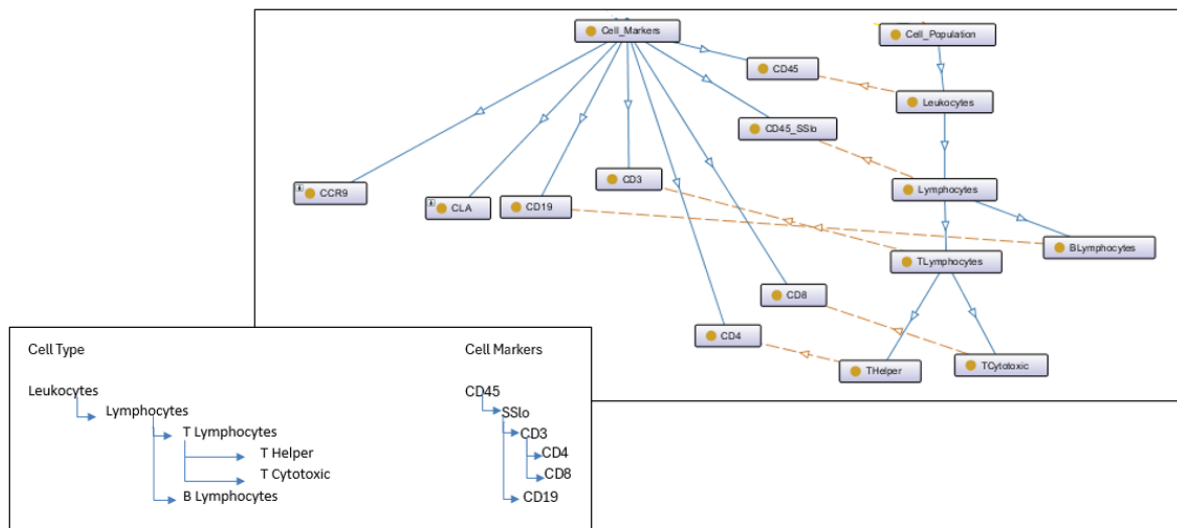 Cell_Markers
Cell_Population
CD45
Leukocytes
CD45_SSlo
CD3
Lymphocytes
CCR9
CLA
CD19
BLymphocytes
TLymphocytes
CD8
CD4
THelper
TCytotoxic
Cell Type
Cell Markers
Leukocytes
CD45
Lymphocytes
SSlo
T Lymphocytes
CD3
T Helper
CD4
T Cytotoxic
CD8
B Lymphocytes
CD19